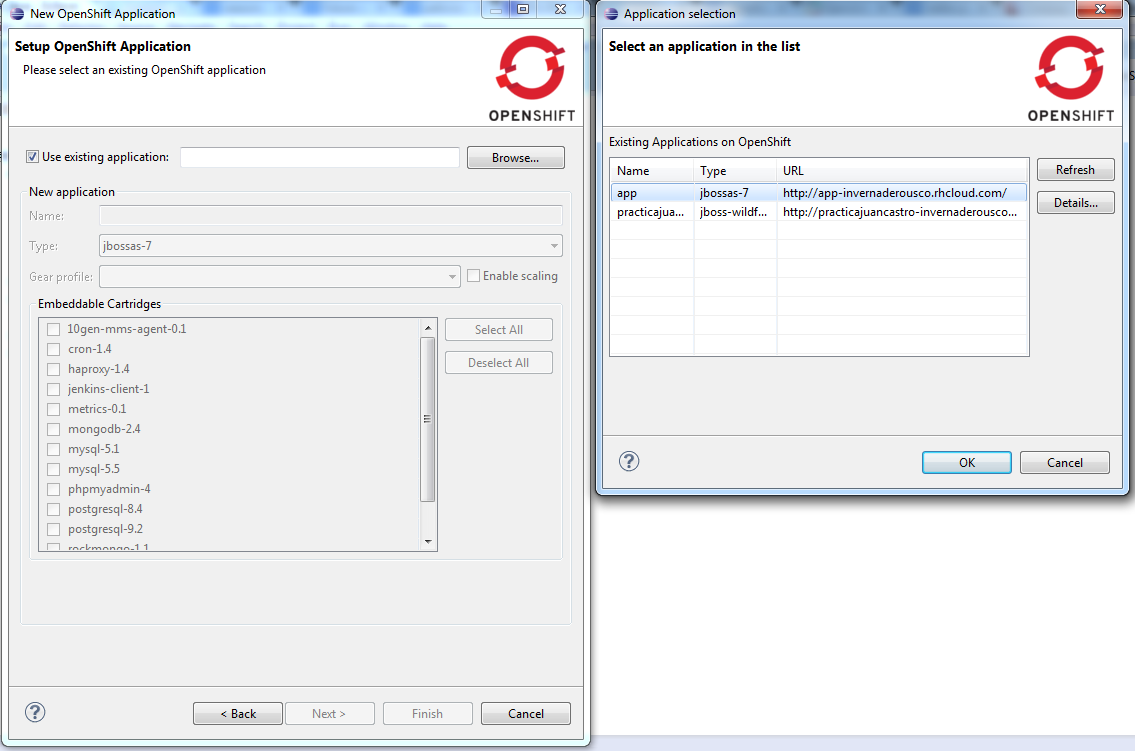 New OpenShift Application
Setup OpenShift Application
Please select an existing OpenShift application
OPENSHIFT
Use existing application:
Browse...
New application
Name:
Type:
jbossas-7
Gear profile:
Enable scaling
Embeddable Cartridges
10gen-mms-agent-0.1
cron-1.4
haproxy-1.4
jenkins-client-1
metrics-0.1
mongodb-2.4
mysql-5.1
mysql-5.5
phpmyadmin-4
postgresql-8.4
postgresql-9.2
rockmongo-1.1
Select All
Deselect All
?
< Back
Next >
Finish
Cancel
Application selection
Select an application in the list
OPENSHIFT
Existing Applications on OpenShift
Name Type URL
app jbossas-7 http://app-invernaderousco.rhcloud.com/
practicajua... jboss-wildf... http://practicajuancastro-invernaderousco...
Refresh
Details...
?
OK
Cancel